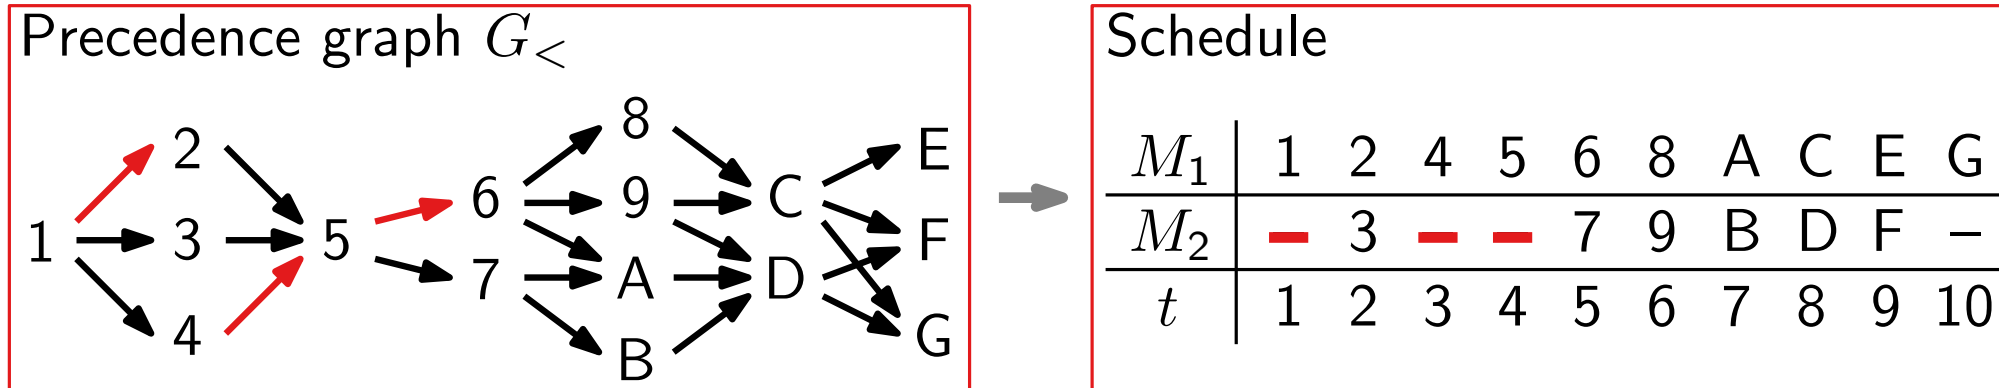 Precedence graph G<
8
2 E
6 9 C
1 3 5 F
7 A D
4 G
B
Schedule
M1 1 2 4 5 6 8 A C E G
M2 – 3 – – 7 9 B D F –
t 1 2 3 4 5 6 7 8 9 10